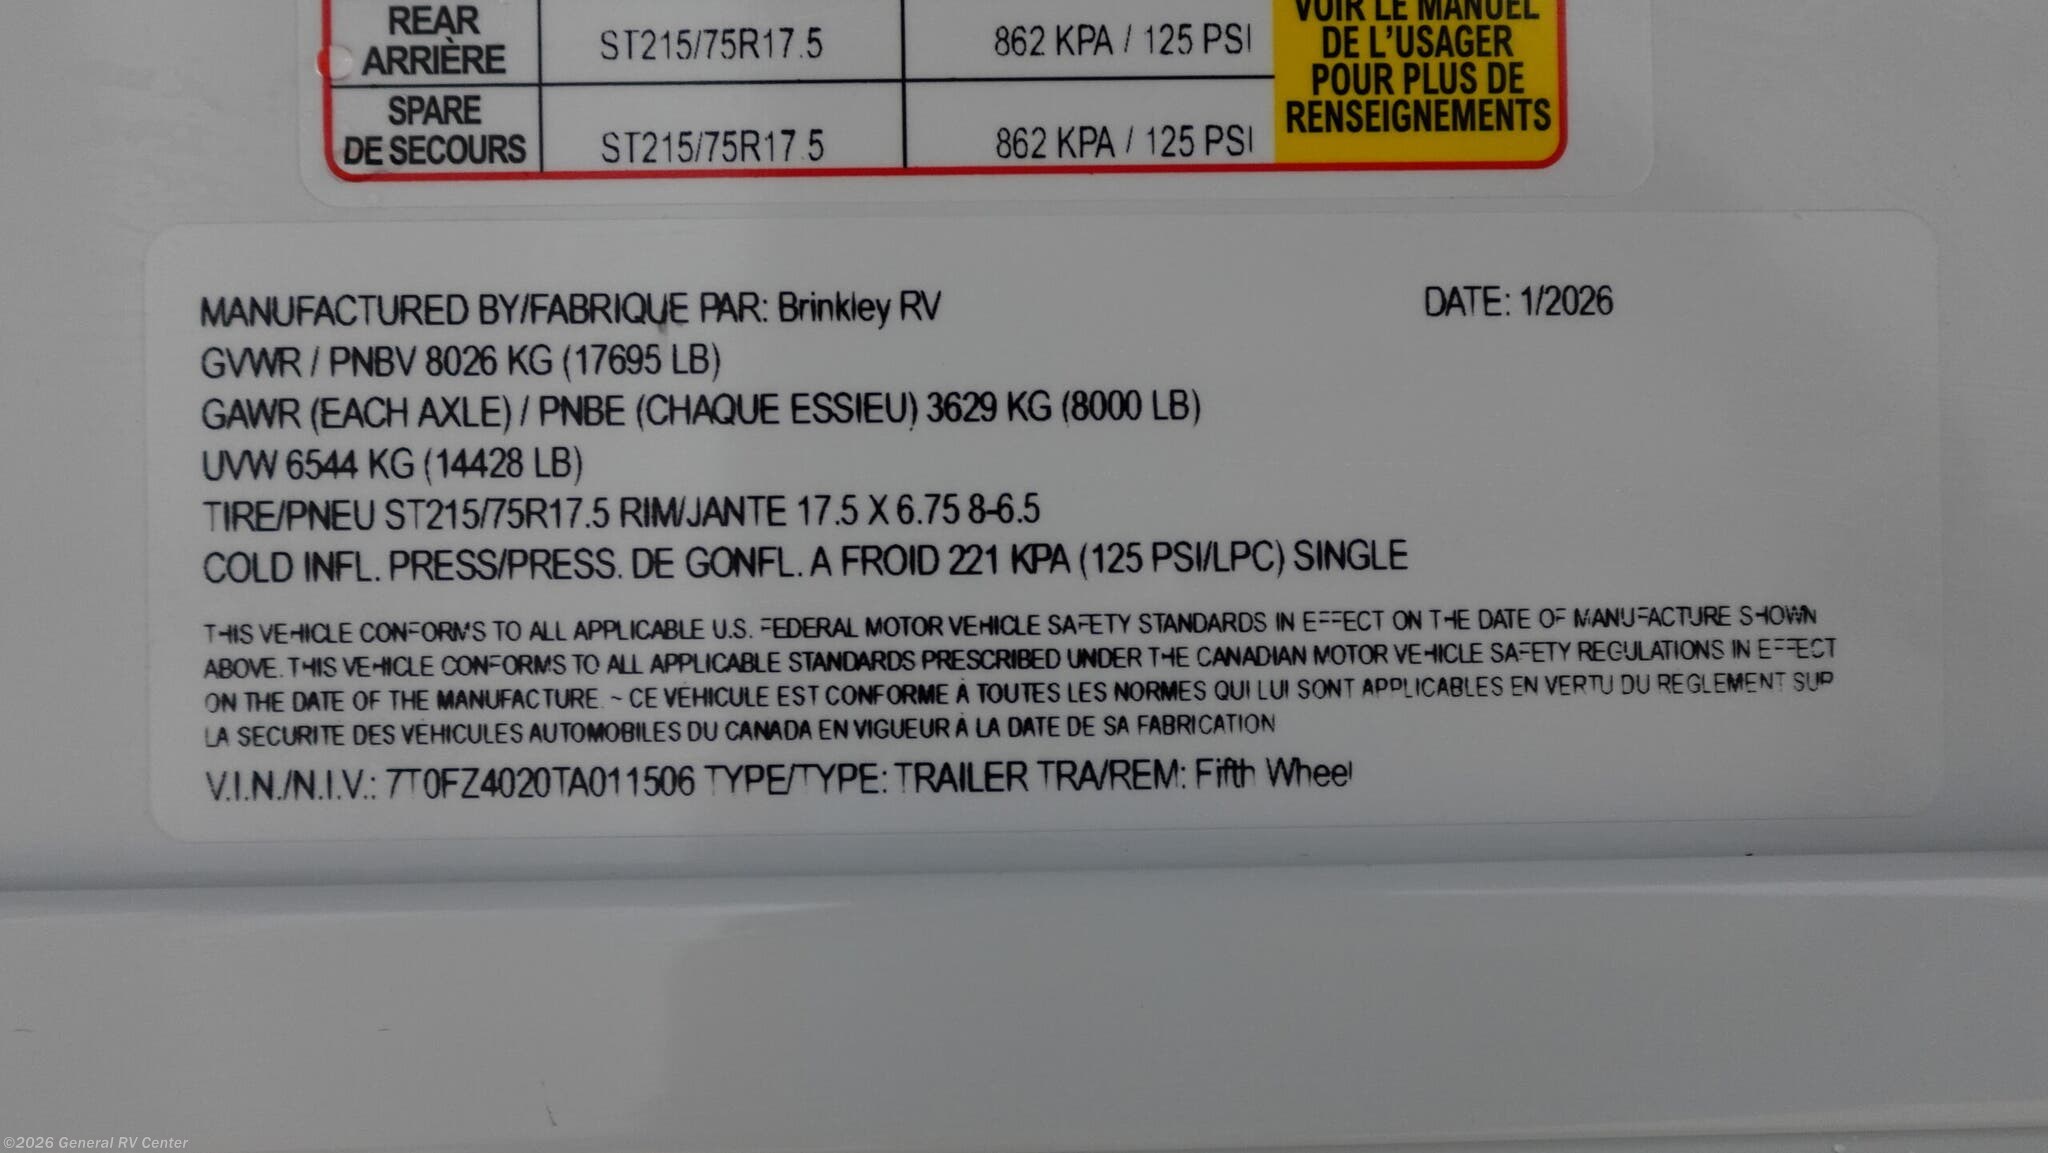 REAR
ARRIÈRE
ST215/75R17.5
862 KPA / 125 PSI
SPARE
DE SECOURS
ST215/75R17.5
862 KPA / 125 PSI
VOIR LE MANUEL
DE L'USAGER
POUR PLUS DE
RENSEIGNEMENTS
MANUFACTURED BY/FABRIQUE PAR: Brinkley RV
DATE: 1/2026
GVWR / PNBV 8026 KG (17695 LB)
GAWR (EACH AXLE) / PNBE (CHAQUE ESSIEU) 3629 KG (8000 LB)
UVW 6544 KG (14428 LB)
TIRE/PNEU ST215/75R17.5 RIM/JANTE 17.5 X 6.75 8-6.5
COLD INFL. PRESS/PRESS. DE GONFL. A FROID 221 KPA (125 PSI/LPC) SINGLE
THIS VEHICLE CONFORMS TO ALL APPLICABLE U.S. FEDERAL MOTOR VEHICLE SAFETY STANDARDS IN EFFECT ON THE DATE OF MANUFACTURE SHOWN
ABOVE. THIS VEHICLE CONFORMS TO ALL APPLICABLE STANDARDS PRESCRIBED UNDER THE CANADIAN MOTOR VEHICLE SAFETY REGULATIONS IN EFFECT
ON THE DATE OF THE MANUFACTURE. ~ CE VÉHICULE EST CONFORME À TOUTES LES NORMES QUI LUI SONT APPLICABLES EN VERTU DU REGLEMENT SUR
LA SECURITE DES VÉHICULES AUTOMOBILES DU CANADA EN VIGUEUR À LA DATE DE SA FABRICATION
V.I.N./N.I.V.: 7T0FZ4020TA011506 TYPE/TYPE: TRAILER TRA/REM: Fifth Wheel
©2026 General RV Center